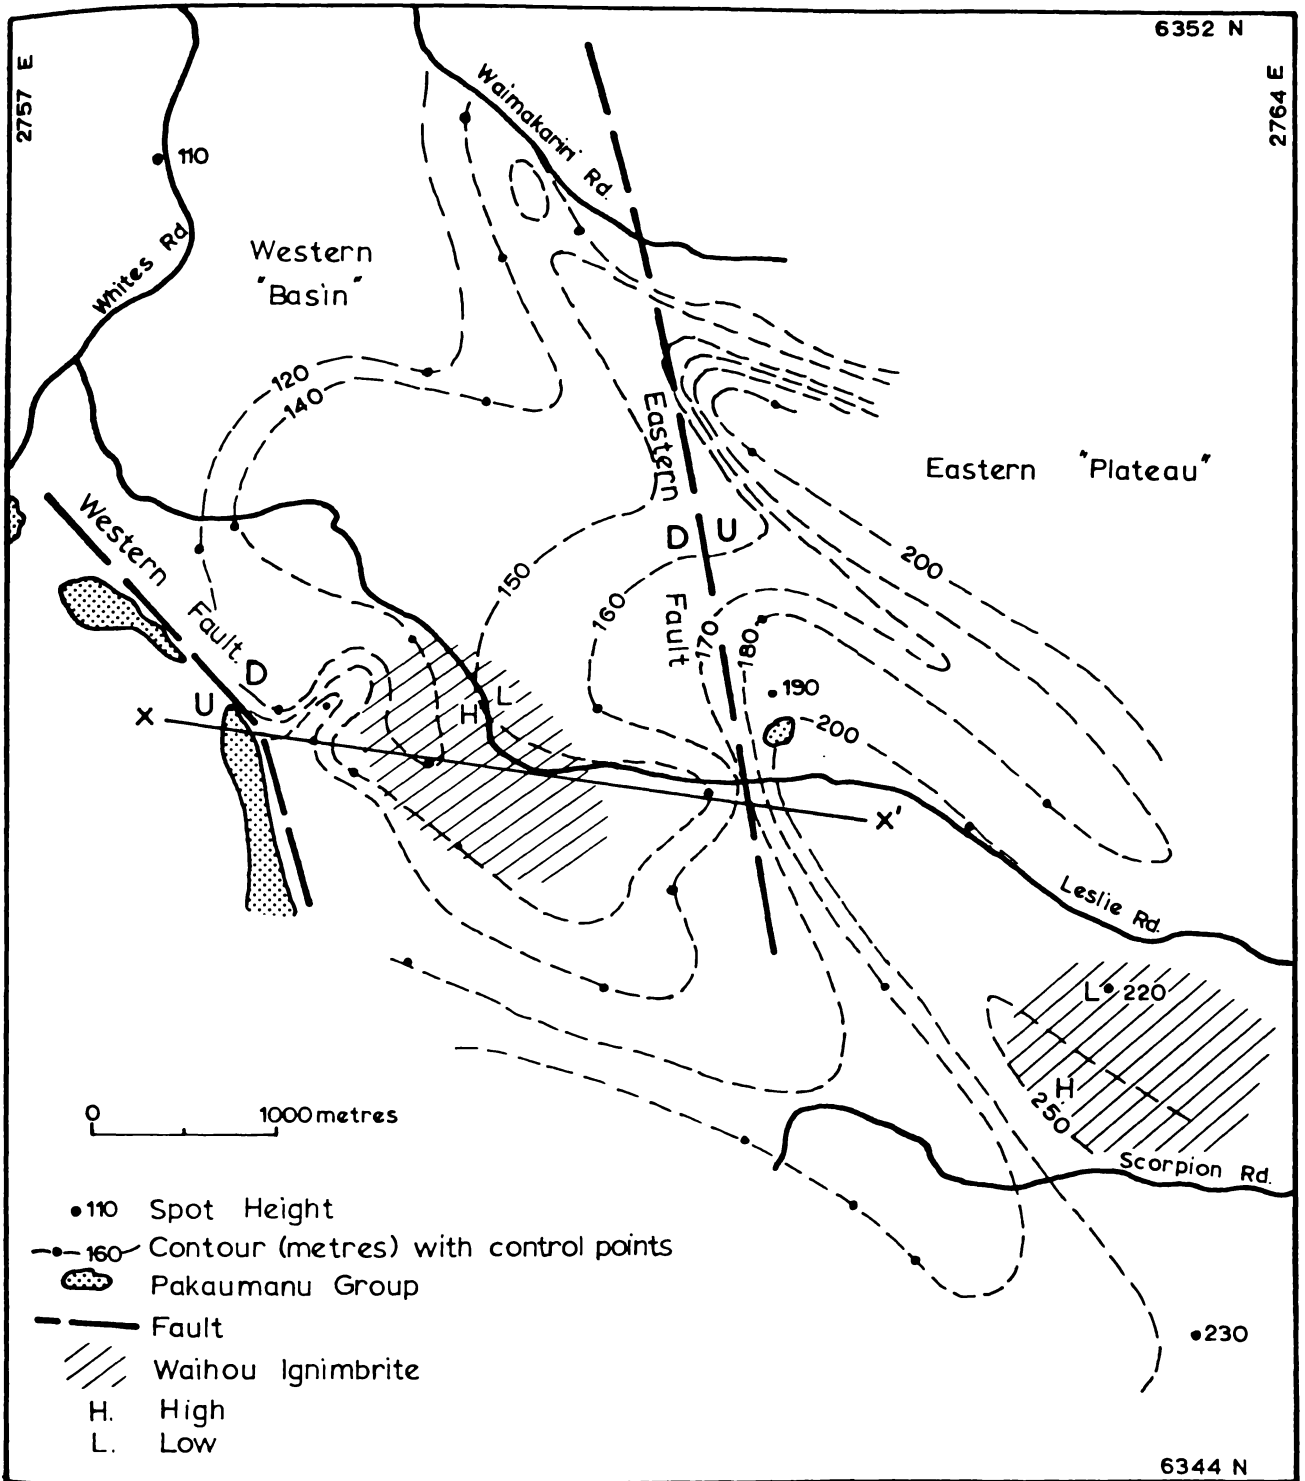 6352 N
2757 E
2764 E
Waimakariri Rd.
110
Whites Rd
Western
"Basin"
120
140
Eastern
Fault
Eastern "Plateau"
Western
Fault.
D U
200
150
160
170
180
190
200
D
U
L
H
X
X'
Leslie Rd.
L 220
H
250
Scorpion Rd.
0 1000 metres
110 Spot Height
160 Contour (metres) with control points
Pakaumanu Group
Fault
Waihou Ignimbrite
H. High
L. Low
230
6344 N